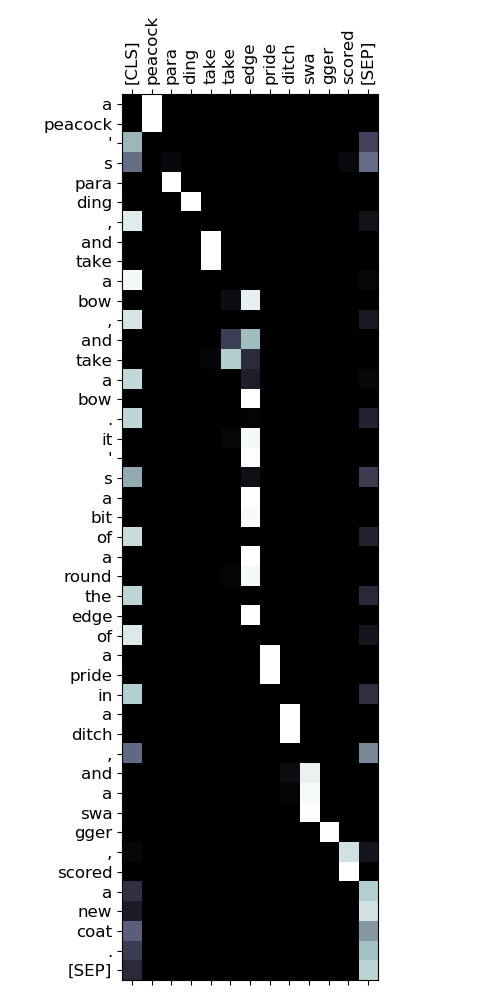 [CLS] peacock para ding take take edge pride ditch swa gger scored [SEP]
a
peacock
'
s
para
ding
,
and
take
a
bow
,
and
take
a
bow
.
it
'
s
a
bit
of
a
round
the
edge
of
a
pride
in
a
ditch
,
and
a
swa
gger
,
scored
a
new
coat
.
[SEP]